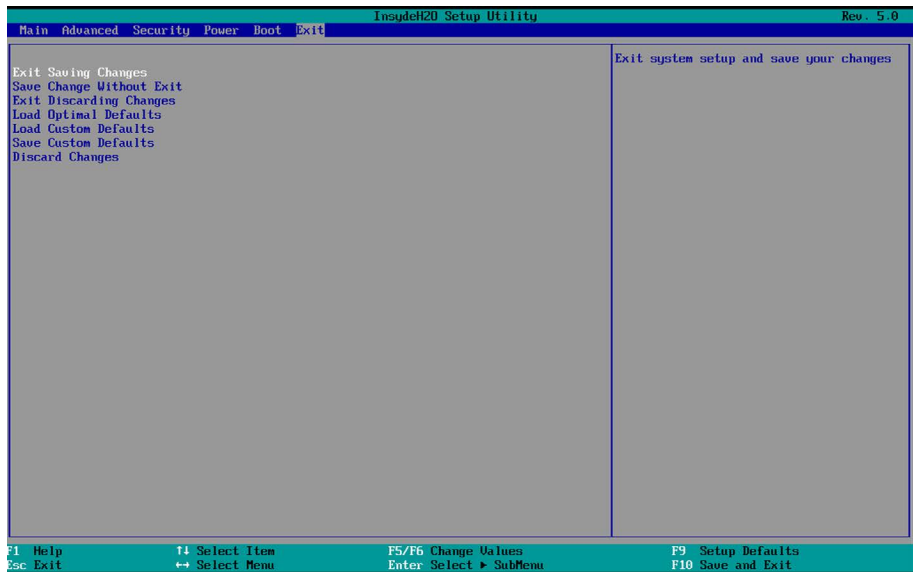 InsydeH2O Setup Utility Rev. 5.0
Main Advanced Security Power Boot Exit
Exit Saving Changes
Save Change Without Exit
Exit Discarding Changes
Load Optimal Defaults
Load Custom Defaults
Save Custom Defaults
Discard Changes
Exit system setup and save your changes
F1 Help ↑↓ Select Item F5/F6 Change Values F9 Setup Defaults
Esc Exit ↔ Select Menu Enter Select ► SubMenu F10 Save and Exit